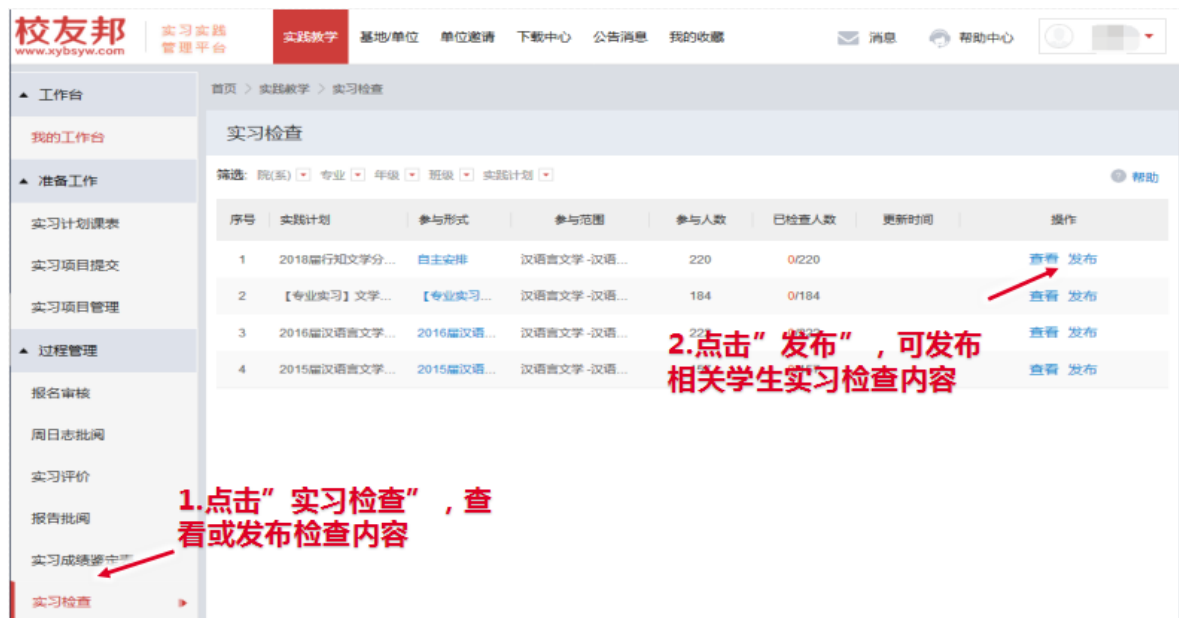 校友邦 实习实践
www.xybsyw.com 管理平台
实践教学 基地/单位 单位邀请 下载中心 公告消息 我的收藏 消息 帮助中心
工作台
我的工作台
准备工作
实习计划课表
实习项目提交
实习项目管理
过程管理
报名审核
周日志批阅
实习评价
报告批阅
实习成绩鉴定表
实习检查
首页 > 实践教学 > 实习检查
实习检查
筛选: 院(系) 专业 年级 班级 实践计划 帮助
序号 实践计划 参与形式 参与范围 参与人数 已检查人数 更新时间 操作
1 2018届行知文学分... 自主安排 汉语言文学-汉语... 220 0/220 查看 发布
2 【专业实习】文学... 【专业实习... 汉语言文学-汉语... 184 0/184 查看 发布
3 2016届汉语言文学... 2016届汉语... 汉语言文学-汉语... 查看 发布
4 2015届汉语言文学... 2015届汉语... 汉语言文学-汉语... 查看 发布
2.点击”发布”，可发布
相关学生实习检查内容
1.点击”实习检查”，查
看或发布检查内容